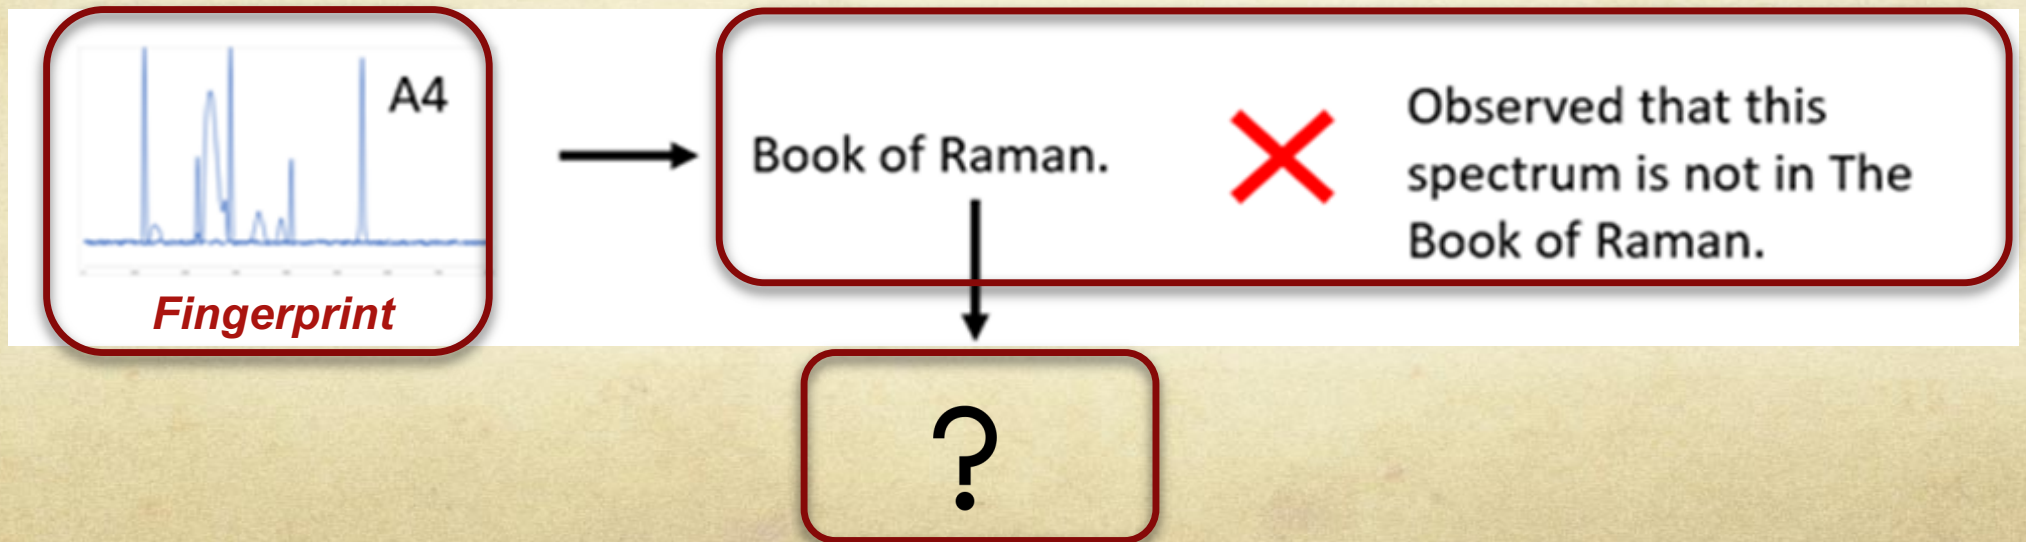 A4
Fingerprint
Book of Raman.
Observed that this
spectrum is not in The
Book of Raman.
?